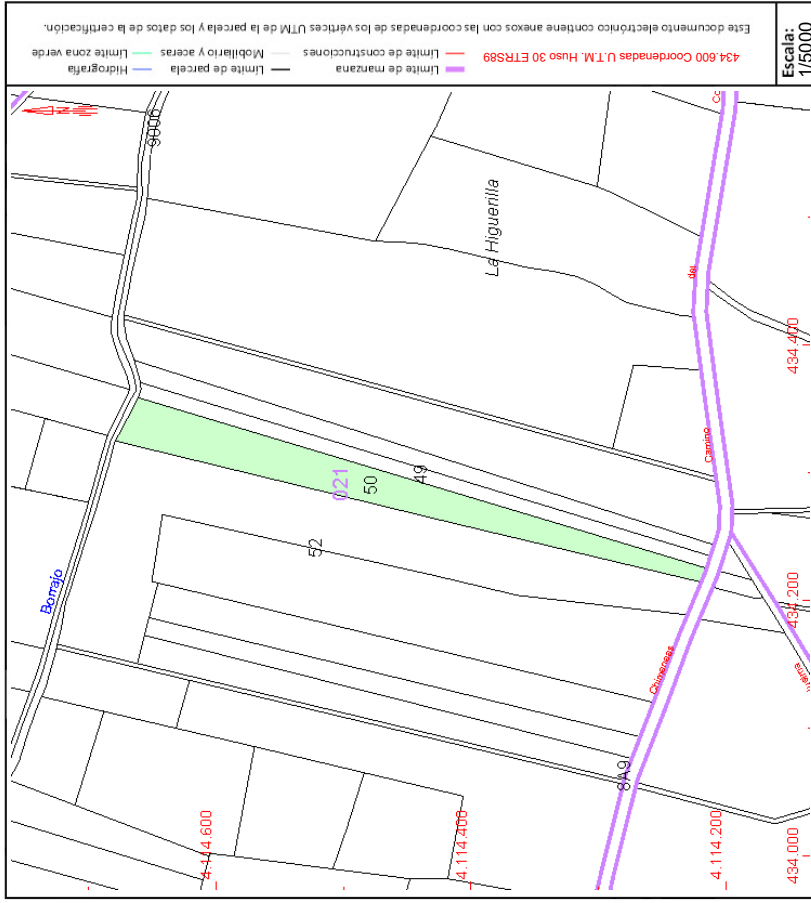 Este documento electrónico contiene anexos con las coordenadas de los vértices UTM de la parcela y los datos de la certificación.
434.600 Coordenadas U.T.M. Huso 30 ETRS89
Límite de manzana
Límite de construcciones
Límite de parcela
Mobiliario y aceras
Límite zona verde
Hidrografía
Escala:
1/5000
9006
La Higuerilla
Co
del
434.400
Camino
021
50
49
52
Borrajo
434.200
Chimeneas
8A9
4.114.600
4.114.400
4.114.200
434.000